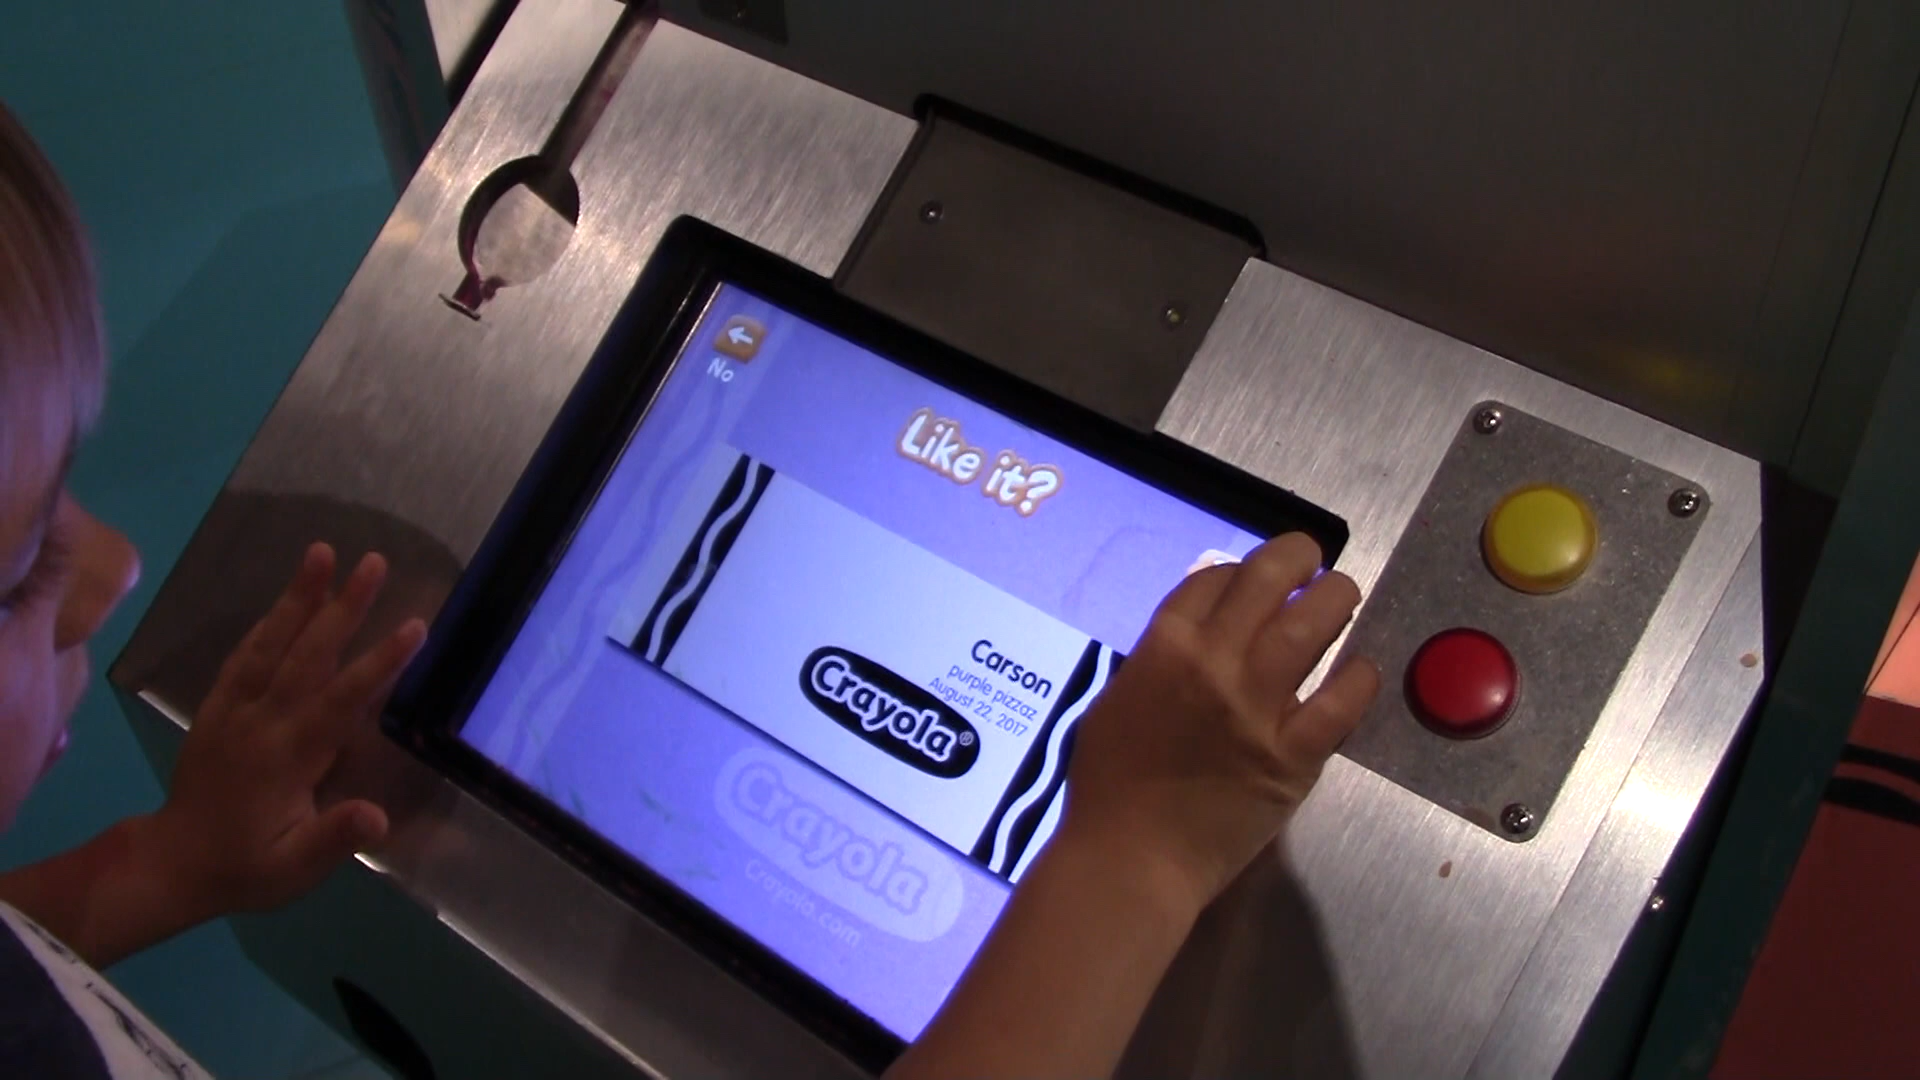 No
Like it?
Carson
purple pizzaz
August 22, 2017
Crayola®
Crayola
Crayola.com